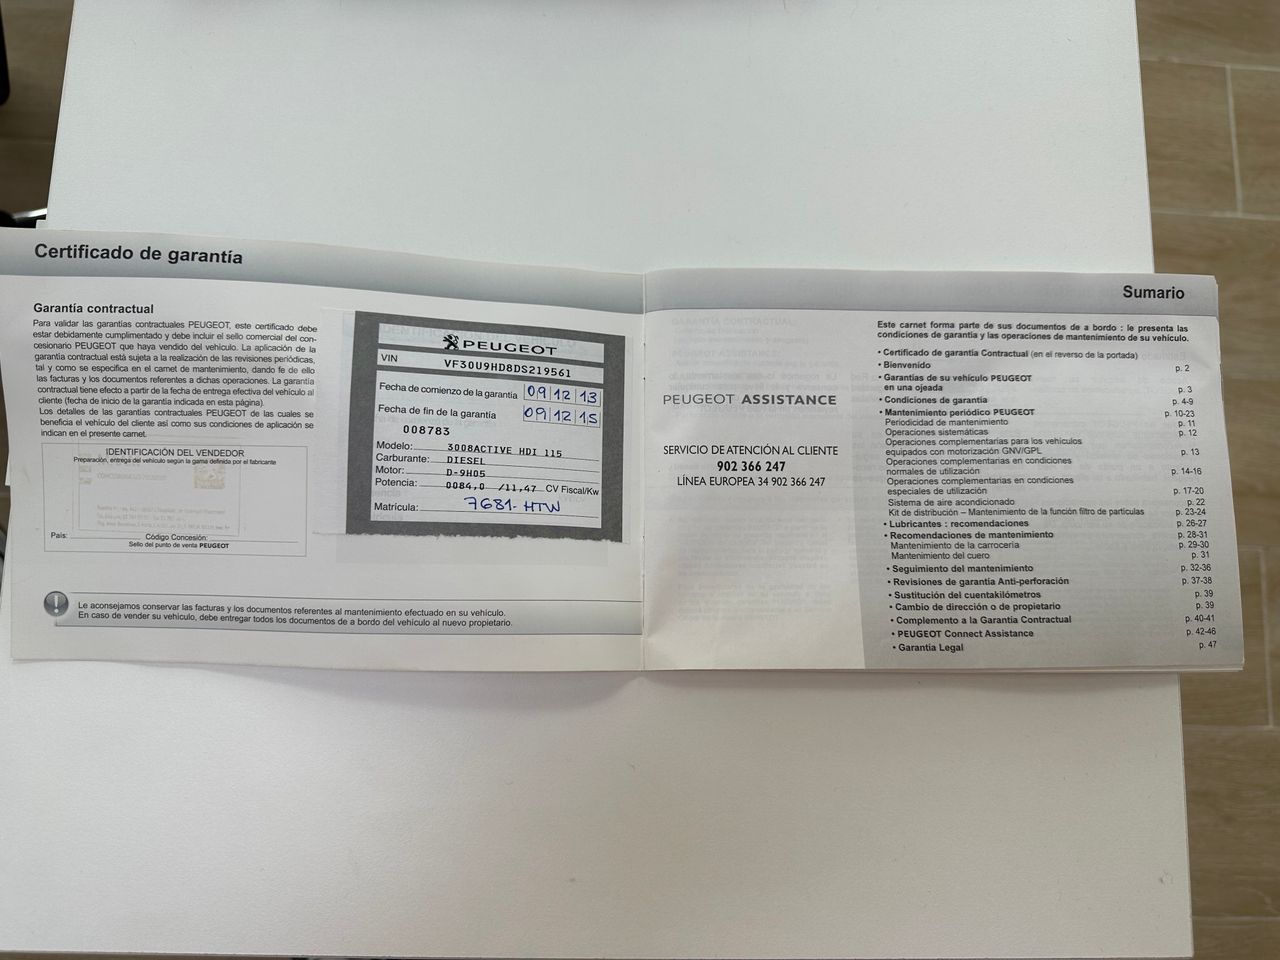 Certificado de garantía
Garantía contractual
Para validar las garantías contractuales PEUGEOT, este certificado debe
estar debidamente cumplimentado y debe incluir el sello comercial del con-
cesionario PEUGEOT que haya vendido del vehículo. La aplicación de la
garantía contractual está sujeta a la realización de las revisiones periódicas,
tal y como se especifica en el carnet de mantenimiento, dando fe de ello
las facturas y los documentos referentes a dichas operaciones. La garantía
contractual tiene efecto a partir de la fecha de entrega efectiva del vehículo al
cliente (fecha de inicio de la garantía indicada en esta página).
Los detalles de las garantías contractuales PEUGEOT de las cuales se
beneficia el vehículo del cliente así como sus condiciones de aplicación se
indican en el presente carnet.
IDENTIFICACIÓN DEL VENDEDOR
Preparación, entrega del vehículo según la gama definida por el fabricante
País:
Código Concesión:
Sello del punto de venta PEUGEOT
PEUGEOT
VIN VF30U9HD8DS219561
Fecha de comienzo de la garantía 09 12 13
Fecha de fin de la garantía 09 12 15
008783
Modelo: 3008ACTIVE HDI 115
Carburante: DIESEL
Motor: D-9H05
Potencia: 0084,0 /11,47 CV Fiscal/Kw
Matrícula: 7681-HTW
Le aconsejamos conservar las facturas y los documentos referentes al mantenimiento efectuado en su vehículo.
En caso de vender su vehículo, debe entregar todos los documentos de a bordo del vehículo al nuevo propietario.
PEUGEOT ASSISTANCE
SERVICIO DE ATENCIÓN AL CLIENTE
902 366 247
LÍNEA EUROPEA 34 902 366 247
Sumario
Este carnet forma parte de sus documentos de a bordo : le presenta las
condiciones de garantía y las operaciones de mantenimiento de su vehículo.
• Certificado de garantía Contractual (en el reverso de la portada)
• Bienvenido p. 2
• Garantías de su vehículo PEUGEOT
en una ojeada p. 3
• Condiciones de garantía p. 4-9
• Mantenimiento periódico PEUGEOT p. 10-23
Periodicidad de mantenimiento p. 11
Operaciones sistemáticas p. 12
Operaciones complementarias para los vehículos
equipados con motorización GNV/GPL p. 13
Operaciones complementarias en condiciones
normales de utilización p. 14-16
Operaciones complementarias en condiciones
especiales de utilización p. 17-20
Sistema de aire acondicionado p. 22
Kit de distribución – Mantenimiento de la función filtro de partículas p. 23-24
• Lubricantes : recomendaciones p. 26-27
• Recomendaciones de mantenimiento p. 28-31
Mantenimiento de la carrocería p. 29-30
Mantenimiento del cuero p. 31
• Seguimiento del mantenimiento p. 32-36
• Revisiones de garantía Anti-perforación p. 37-38
• Sustitución del cuentakilómetros p. 39
• Cambio de dirección o de propietario p. 39
• Complemento a la Garantía Contractual p. 40-41
• PEUGEOT Connect Assistance p. 42-46
• Garantía Legal p. 47